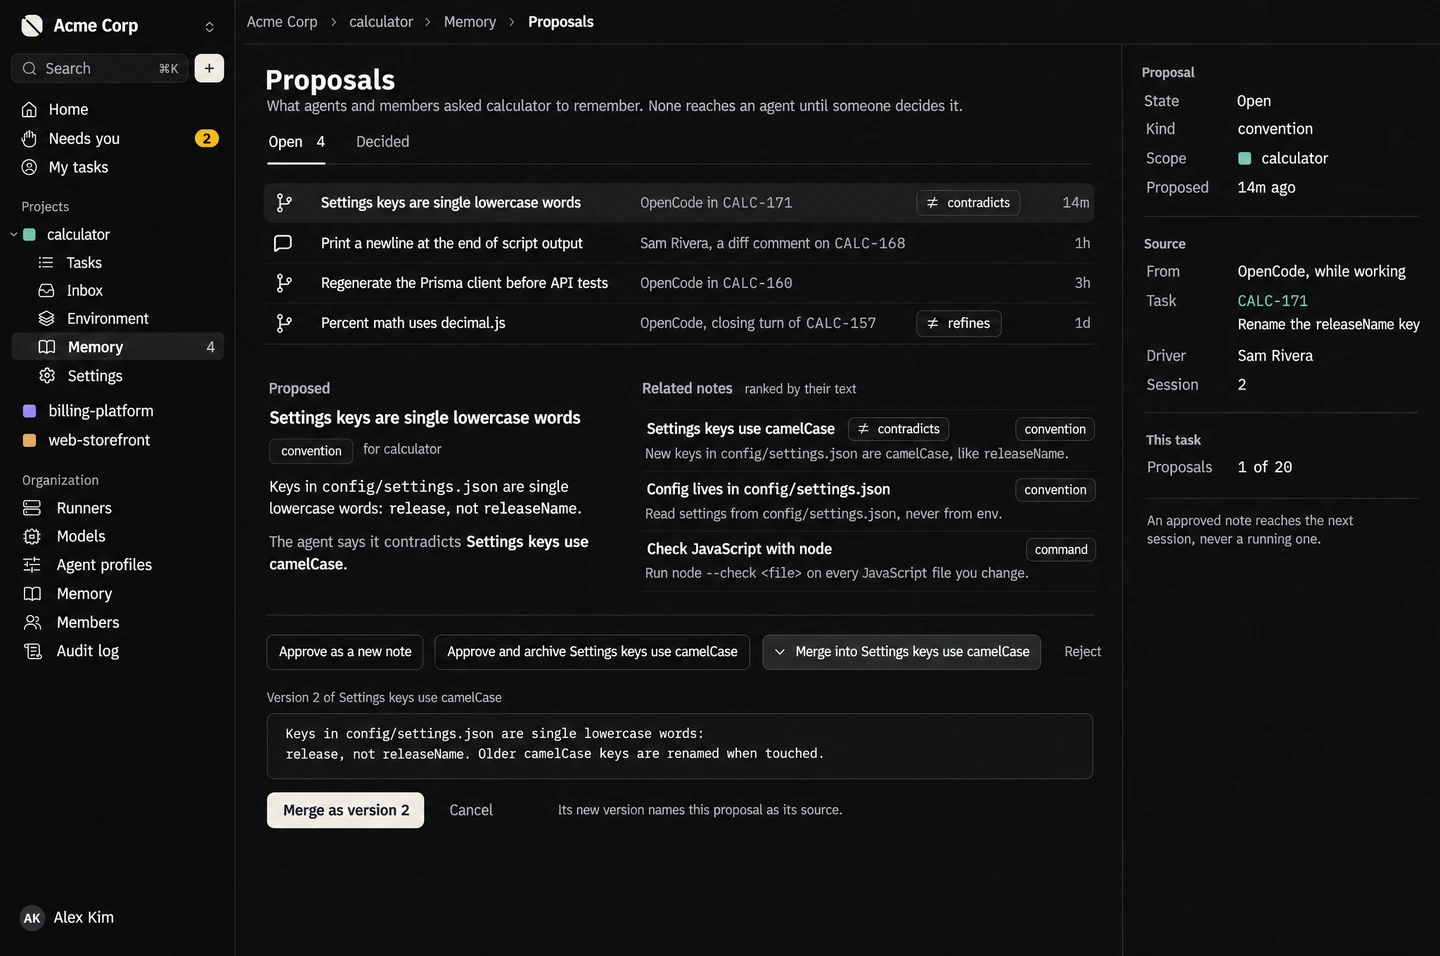 Acme Corp
Search
⌘K
+
Home
Needs you
2
My tasks
Projects
calculator
Tasks
Inbox
Environment
Memory
4
Settings
billing-platform
web-storefront
Organization
Runners
Models
Agent profiles
Memory
Members
Audit log
AK
Alex Kim
Acme Corp > calculator > Memory > Proposals
Proposals
What agents and members asked calculator to remember. None reaches an agent until someone decides it.
Open 4
Decided
Settings keys are single lowercase words
OpenCode in CALC-171
≠ contradicts
14m
Print a newline at the end of script output
Sam Rivera, a diff comment on CALC-168
1h
Regenerate the Prisma client before API tests
OpenCode in CALC-160
3h
Percent math uses decimal.js
OpenCode, closing turn of CALC-157
≠ refines
1d
Proposed
Settings keys are single lowercase words
convention
for calculator
Keys in config/settings.json are single
lowercase words: release, not releaseName.
The agent says it contradicts Settings keys use
camelCase.
Related notes
ranked by their text
Settings keys use camelCase
≠ contradicts
convention
New keys in config/settings.json are camelCase, like releaseName.
Config lives in config/settings.json
convention
Read settings from config/settings.json, never from env.
Check JavaScript with node
command
Run node --check <file> on every JavaScript file you change.
Approve as a new note
Approve and archive Settings keys use camelCase
Merge into Settings keys use camelCase
Reject
Version 2 of Settings keys use camelCase
Keys in config/settings.json are single lowercase words:
release, not releaseName. Older camelCase keys are renamed when touched.
Merge as version 2
Cancel
Its new version names this proposal as its source.
Proposal
State Open
Kind convention
Scope calculator
Proposed 14m ago
Source
From OpenCode, while working
Task CALC-171
Rename the releaseName key
Driver Sam Rivera
Session 2
This task
Proposals 1 of 20
An approved note reaches the next
session, never a running one.